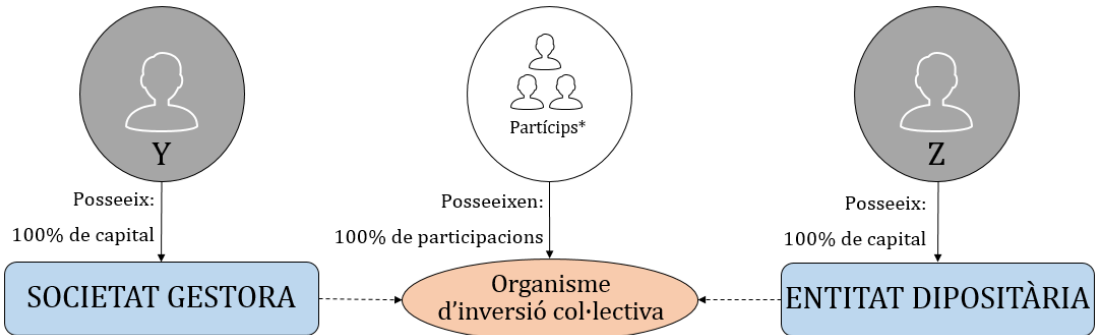 Y
Posseeix:
100% de capital
SOCIETAT GESTORA
Partícips*
Posseeixen:
100% de participacions
Organisme
d'inversió col·lectiva
Z
Posseeix:
100% de capital
ENTITAT DIPOSITÀRIA